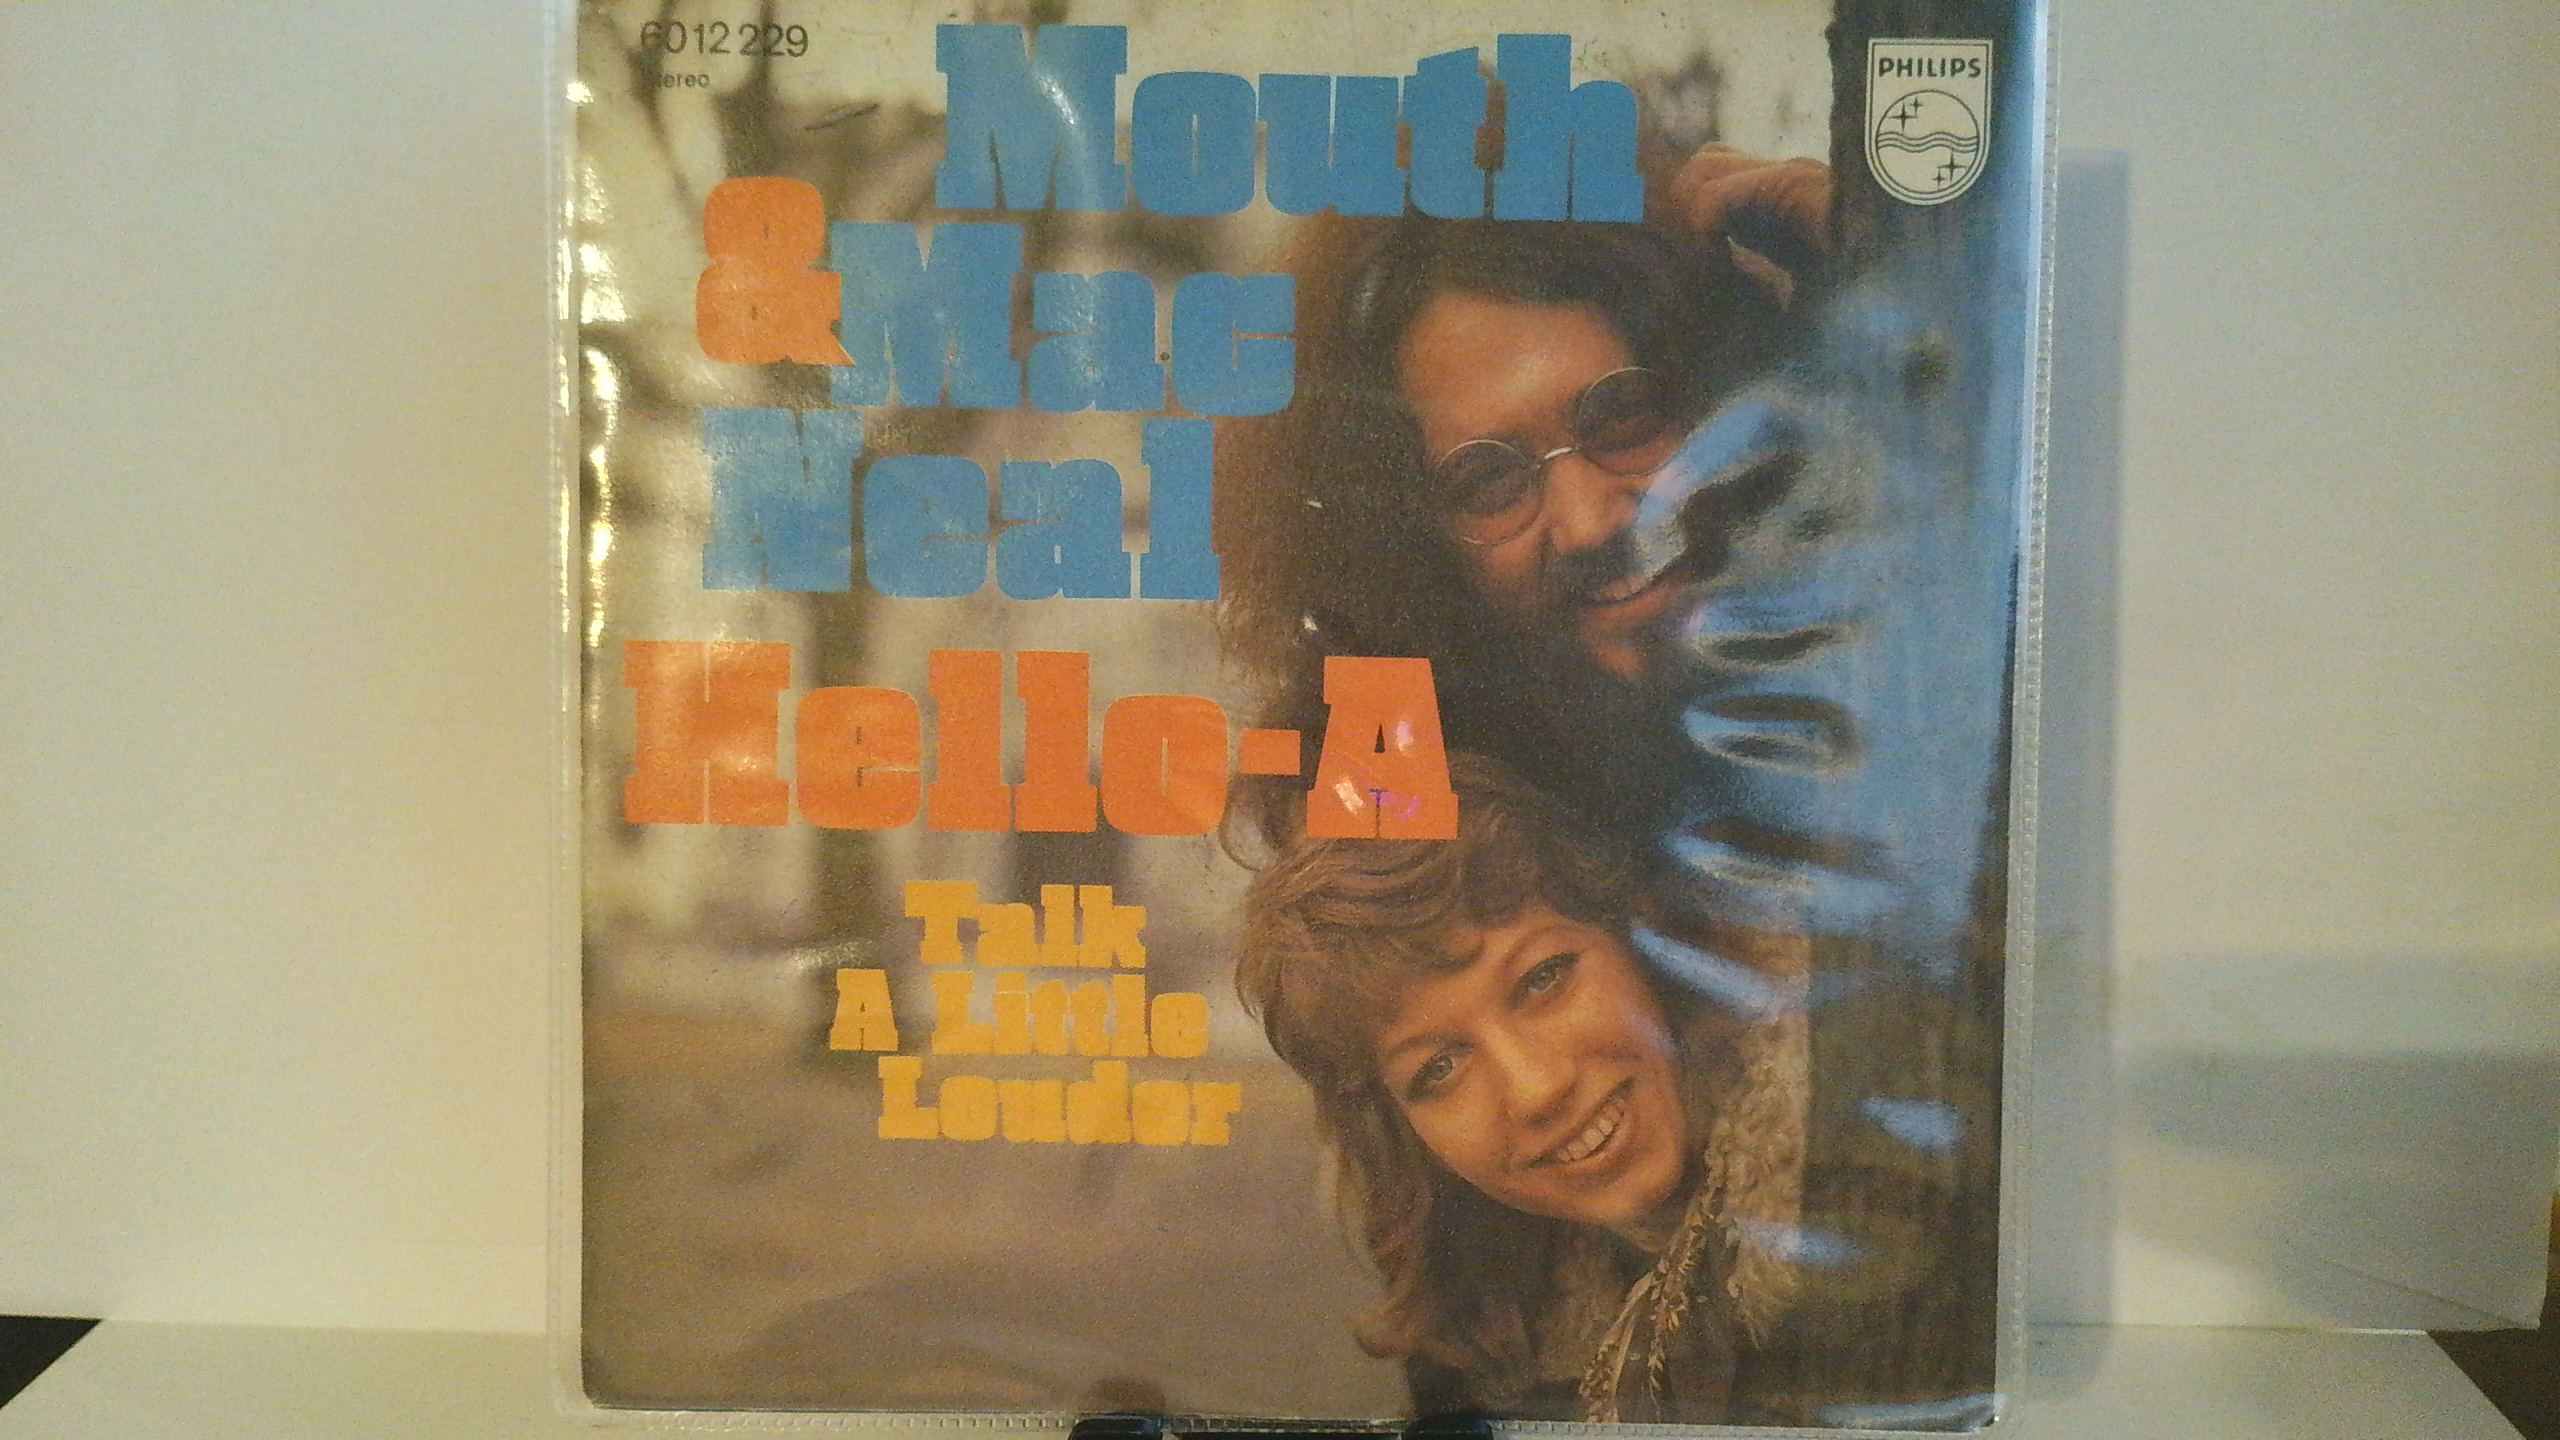 6012 229
Stereo
PHILIPS
Mouth
& Mac
Neal
Hello-A
Talk
A Little
Louder